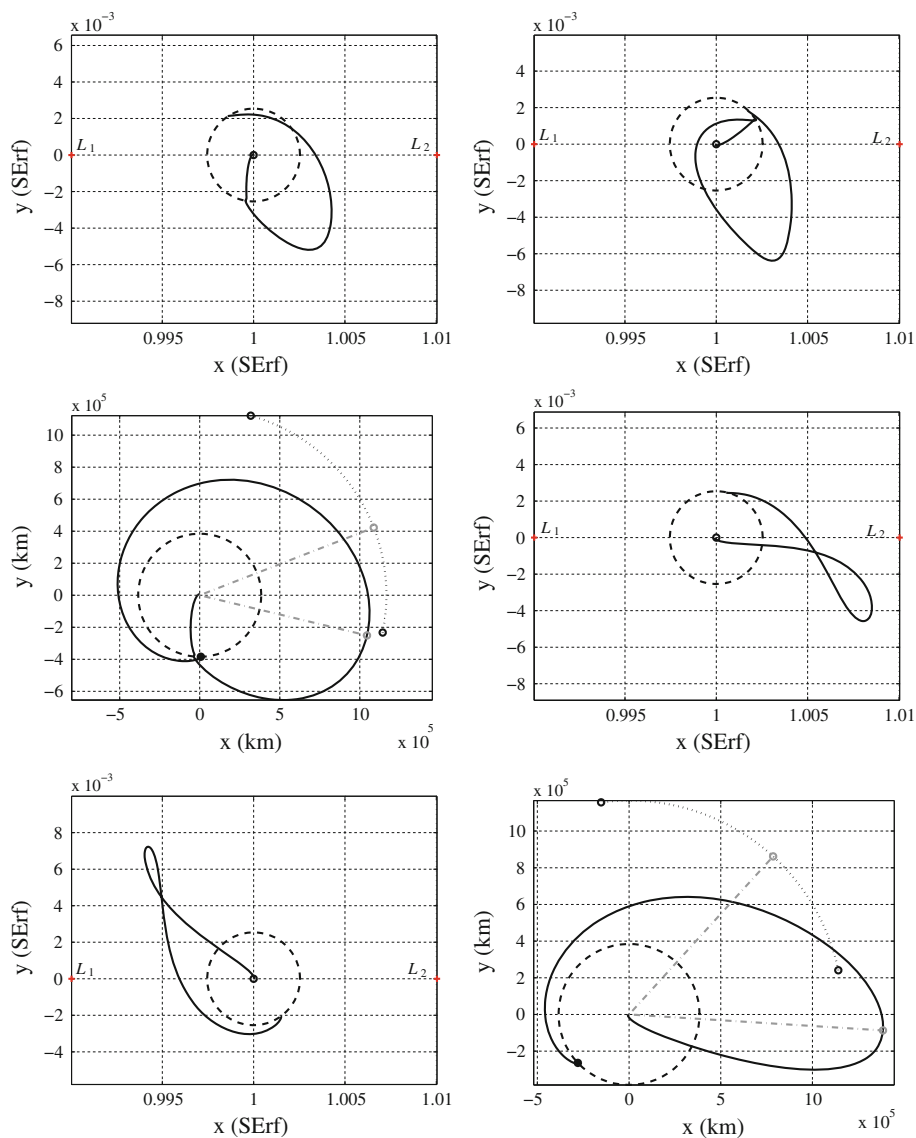 x 10⁻³
6
4
2
0
−2
−4
−6
−8
y (SErf)
L₁
L₂
0.995 1 1.005 1.01
x (SErf)
x 10⁻³
4
2
0
−2
−4
−6
−8
y (SErf)
L₁
L₂
0.995 1 1.005 1.01
x (SErf)
x 10⁵
10
8
6
4
2
0
−2
−4
−6
y (km)
−5 0 5 10
x (km)
x 10⁵
x 10⁻³
6
4
2
0
−2
−4
−6
−8
y (SErf)
L₁
L₂
0.995 1 1.005 1.01
x (SErf)
x 10⁻³
8
6
4
2
0
−2
−4
y (SErf)
L₁
L₂
0.995 1 1.005 1.01
x (SErf)
x 10⁵
10
8
6
4
2
0
−2
y (km)
−5 0 5 10
x (km)
x 10⁵